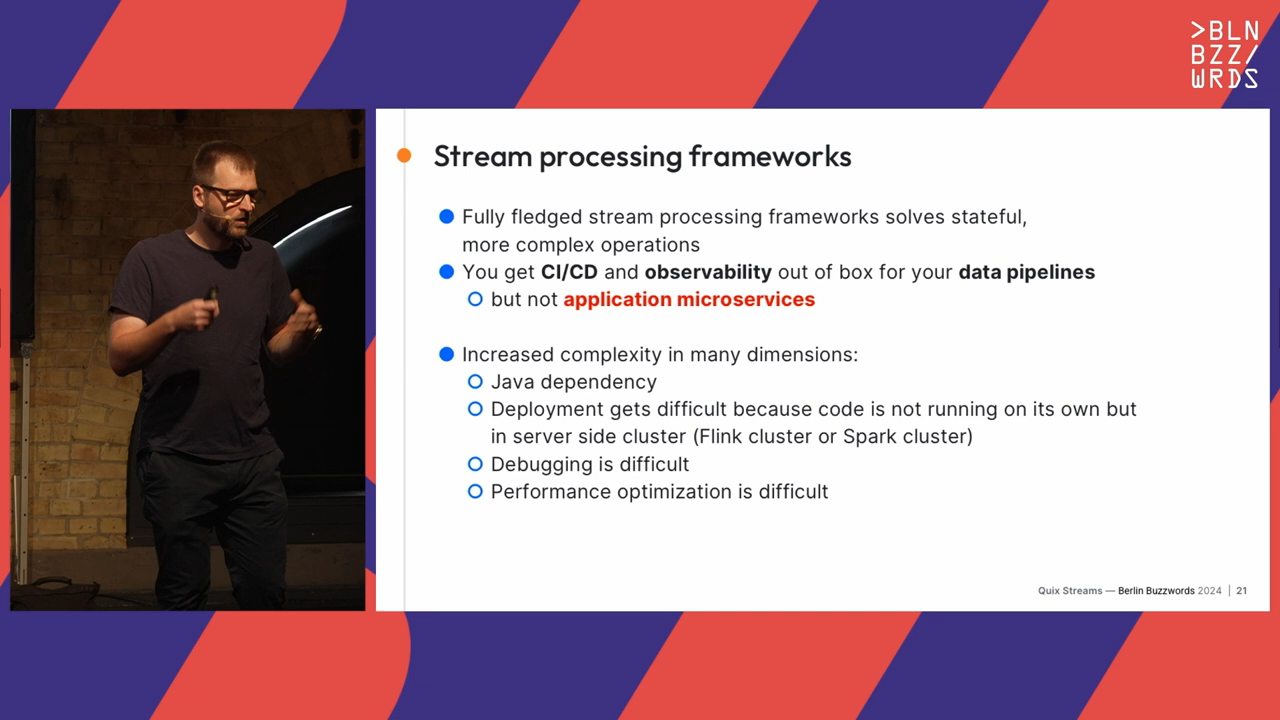 >BLN
BZZ/
WRDS
Stream processing frameworks
Fully fledged stream processing frameworks solves stateful,
more complex operations
You get CI/CD and observability out of box for your data pipelines
but not application microservices
Increased complexity in many dimensions:
Java dependency
Deployment gets difficult because code is not running on its own but
in server side cluster (Flink cluster or Spark cluster)
Debugging is difficult
Performance optimization is difficult
Quix Streams — Berlin Buzzwords 2024 | 21